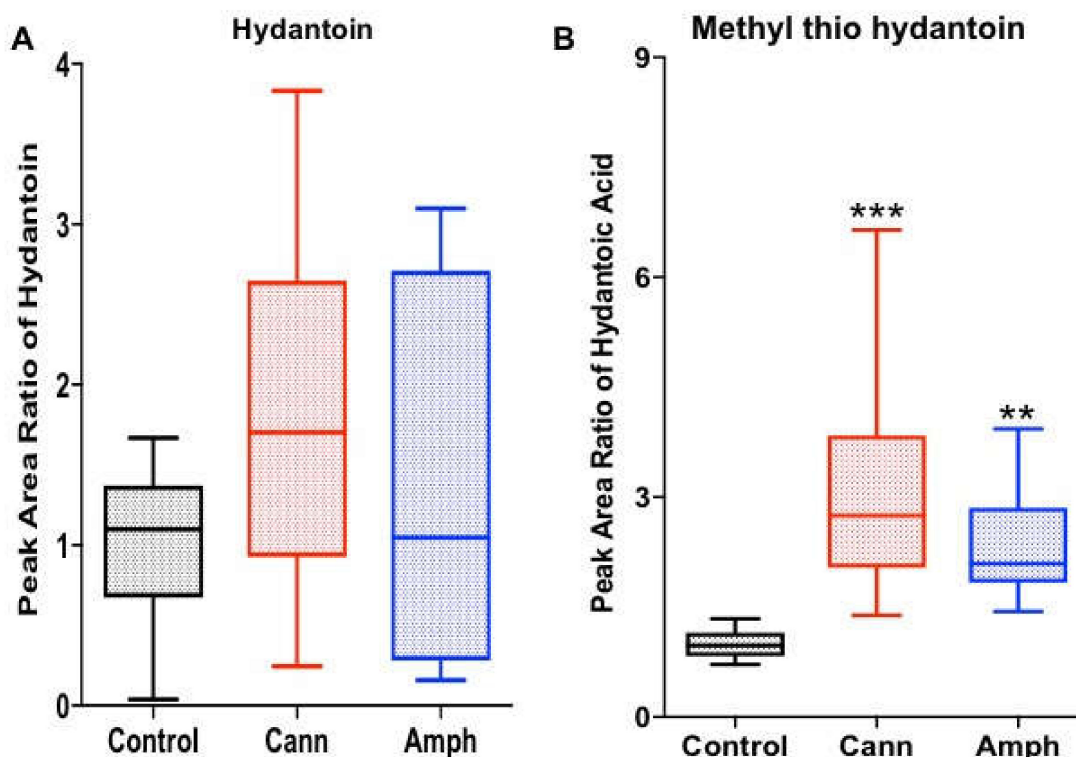 A
Hydantoin
Peak Area Ratio of Hydantoin
4
3
2
1
0
Control Cann Amph
B
Methyl thio hydantoin
Peak Area Ratio of Hydantoic Acid
9
6
3
0
***
**
Control Cann Amph